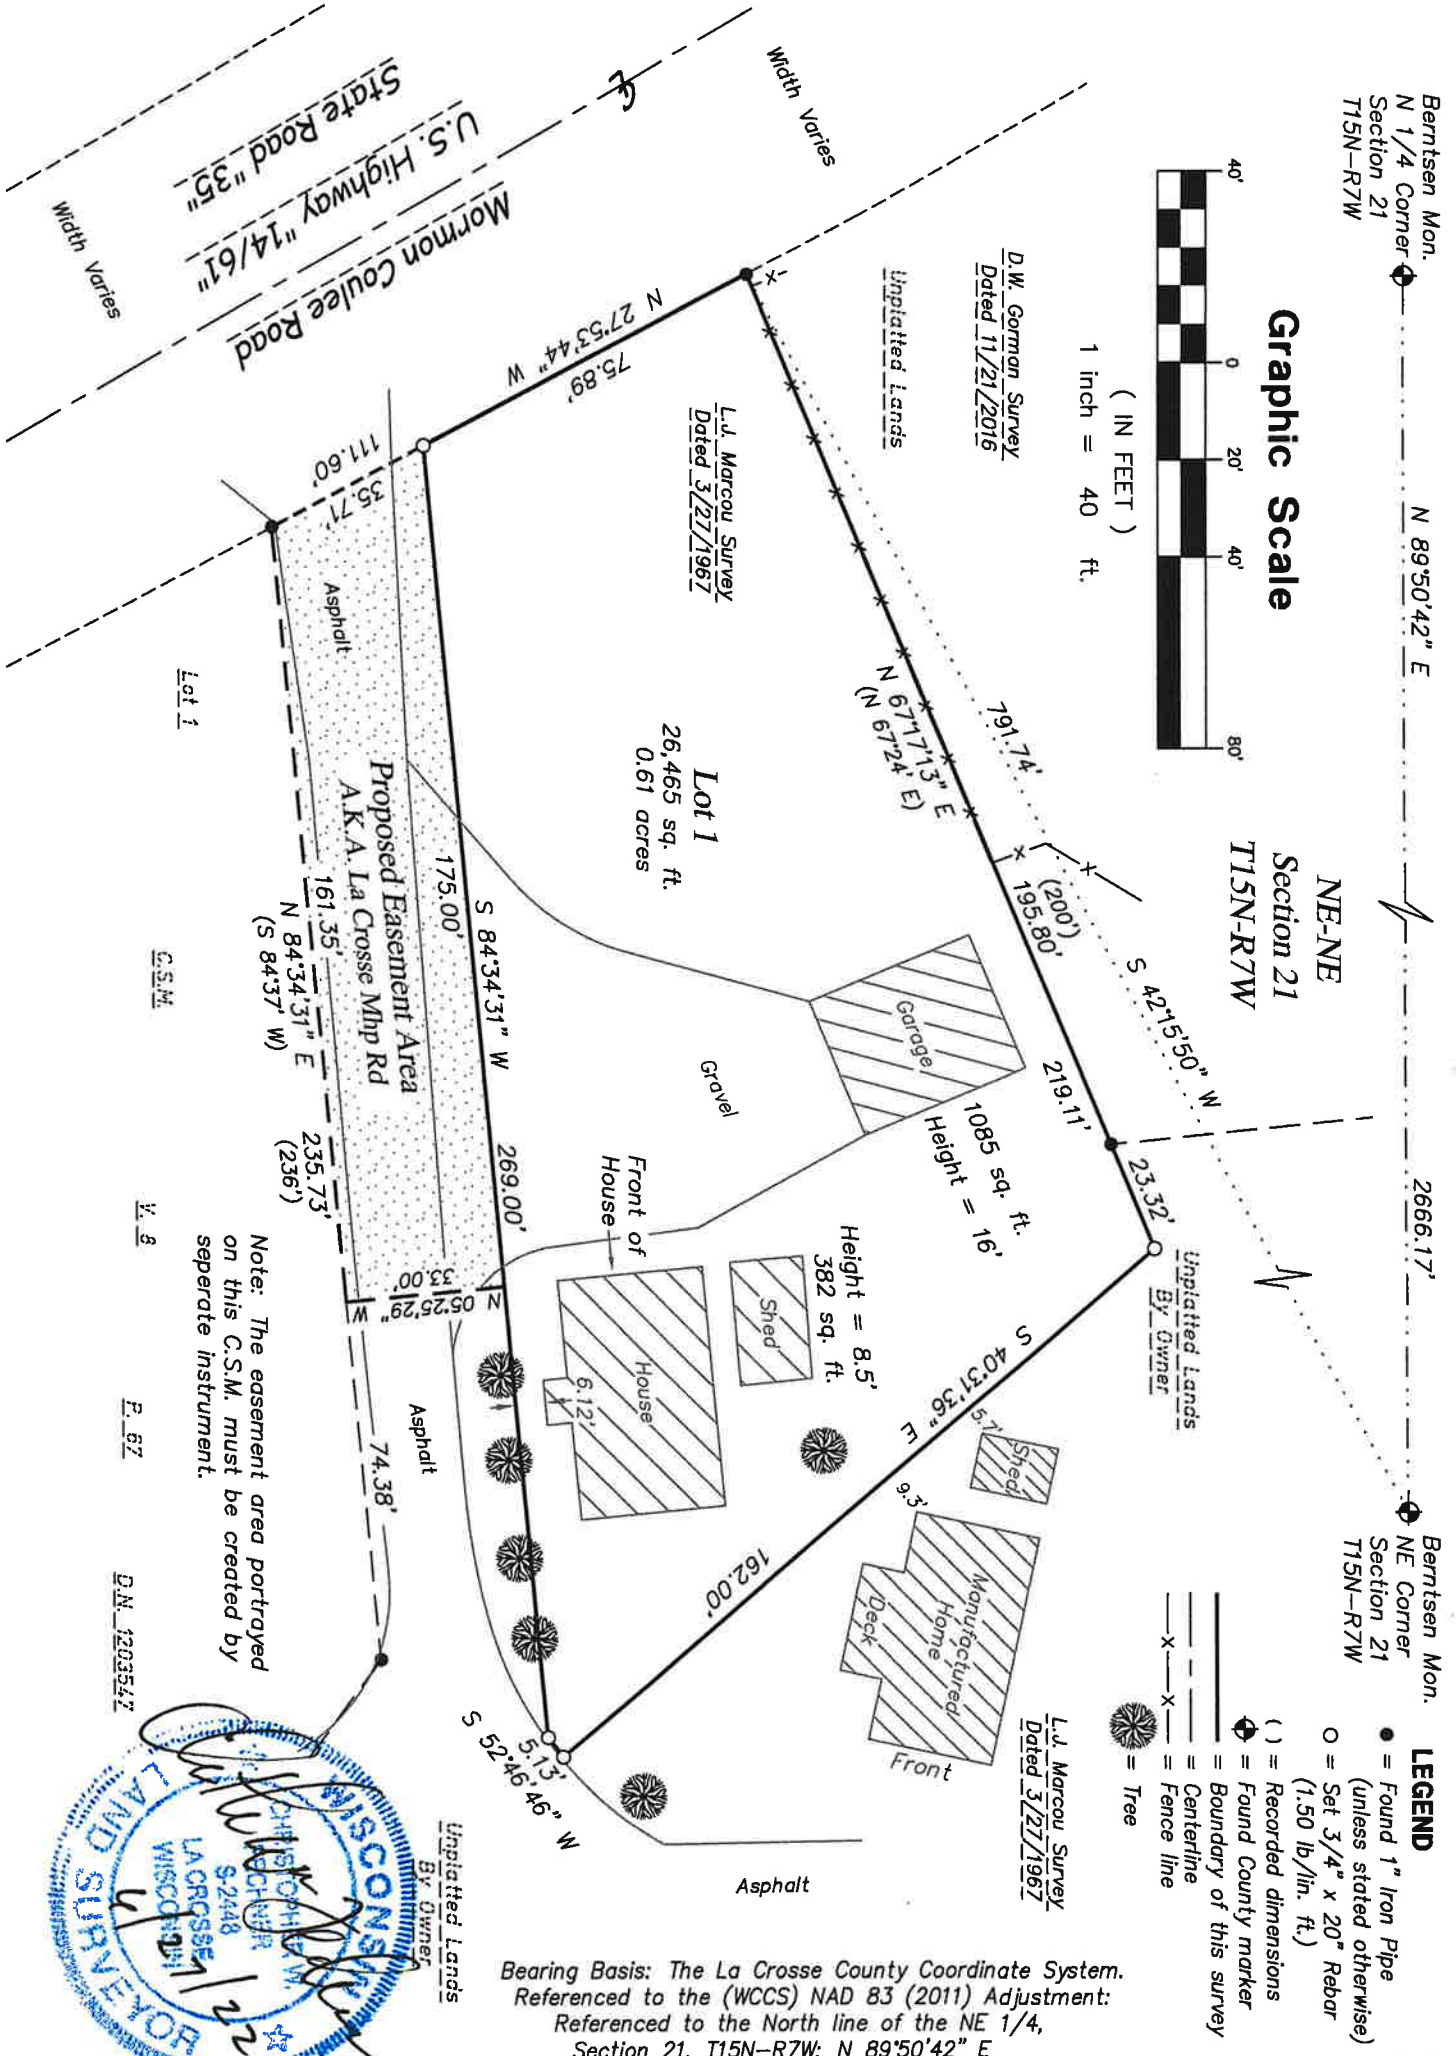 Berntsen Mon.
N 1/4 Corner
Section 21
T15N-R7W
N 89°50'42" E
2666.17'
Berntsen Mon.
NE Corner
Section 21
T15N-R7W
Graphic Scale
40'
0
20'
40'
80'
( IN FEET )
1 inch = 40 ft.
NE-NE
Section 21
T15N-R7W
LEGEND
= Found 1" Iron Pipe
(unless stated otherwise)
= Set 3/4" x 20" Rebar
(1.50 lb/lin. ft.)
( ) = Recorded dimensions
= Found County marker
= Boundary of this survey
= Centerline
= Fence line
= Tree
D.W. Gorman Survey
Dated 11/21/2016
Unplatted Lands
791.74'
S 42°15'50" W
Width Varies
Mormon Coulee Road
U.S. Highway "14/61"
State Road "35"
Width Varies
N 27°53'44" W
75.89'
111.60'
35.71'
L.J. Marcou Survey
Dated 3/27/1967
N 67°17'13" E
(N 67°24' E)
(200')
195.80'
219.11'
23.32'
Unplatted Lands
By Owner
Lot 1
26,465 sq. ft.
0.61 acres
Garage
1085 sq. ft.
Height = 16'
Gravel
Height = 8.5'
382 sq. ft.
Shed
Front of
House
House
6.12'
S 40°31'36" E
162.00'
5.7'
Shed
9.3'
Manufactured
Home
Deck
Front
L.J. Marcou Survey
Dated 3/27/1967
S 84°34'31" W
175.00'
269.00'
Asphalt
Proposed Easement Area
A.K.A. La Crosse Mhp Rd
161.35'
N 84°34'31" E
(S 84°37' W)
235.73'
(236')
N 05°25'29" W
33.00'
74.38'
Asphalt
5.13'
S 52°46'46" W
Asphalt
Lot 1
C.S.M.
V. 8
P. 67
D.N. 1203547
Note: The easement area portrayed
on this C.S.M. must be created by
seperate instrument.
Unplatted Lands
By Owner
WISCONSIN
CHRISTOPHER W.
FECHNER
S-2448
LA CROSSE
WISCONSIN
LAND SURVEYOR
4/27/22
Bearing Basis: The La Crosse County Coordinate System.
Referenced to the (WCCS) NAD 83 (2011) Adjustment:
Referenced to the North line of the NE 1/4,
Section 21, T15N-R7W: N 89°50'42" E